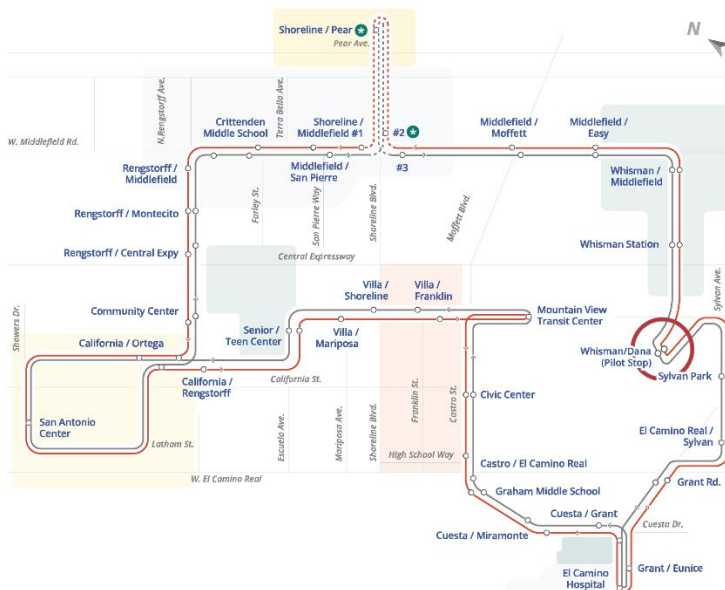 Shoreline / Pear
Pear Ave.
N
N.Rengstorff Ave.
Terra Bella Ave.
W. Middlefield Rd.
Crittenden
Middle School
Shoreline /
Middlefield #1
#2
Middlefield /
Moffett
Middlefield /
Easy
Rengstorff /
Middlefield
Middlefield /
San Pierre
#3
Whisman /
Middlefield
Rengstorff / Montecito
Farley St.
San Pierre Way
Shoreline Blvd.
Moffett Blvd.
Rengstorff / Central Expy
Central Expressway
Whisman Station
Sylvan Ave.
Showers Dr.
Community Center
Villa /
Shoreline
Villa /
Franklin
Mountain View
Transit Center
Senior /
Teen Center
Villa /
Mariposa
California / Ortega
California /
Rengstorff
California St.
Whisman/Dana
(Pilot Stop)
Sylvan Park
San Antonio
Center
Civic Center
Latham St.
Escuela Ave.
Mariposa Ave.
Shoreline Blvd.
Franklin St.
Castro St.
El Camino Real /
Sylvan
High School Way
Castro / El Camino Real
W. El Camino Real
Grant Rd.
Graham Middle School
Cuesta / Grant
Cuesta Dr.
Cuesta / Miramonte
El Camino
Hospital
Grant / Eunice